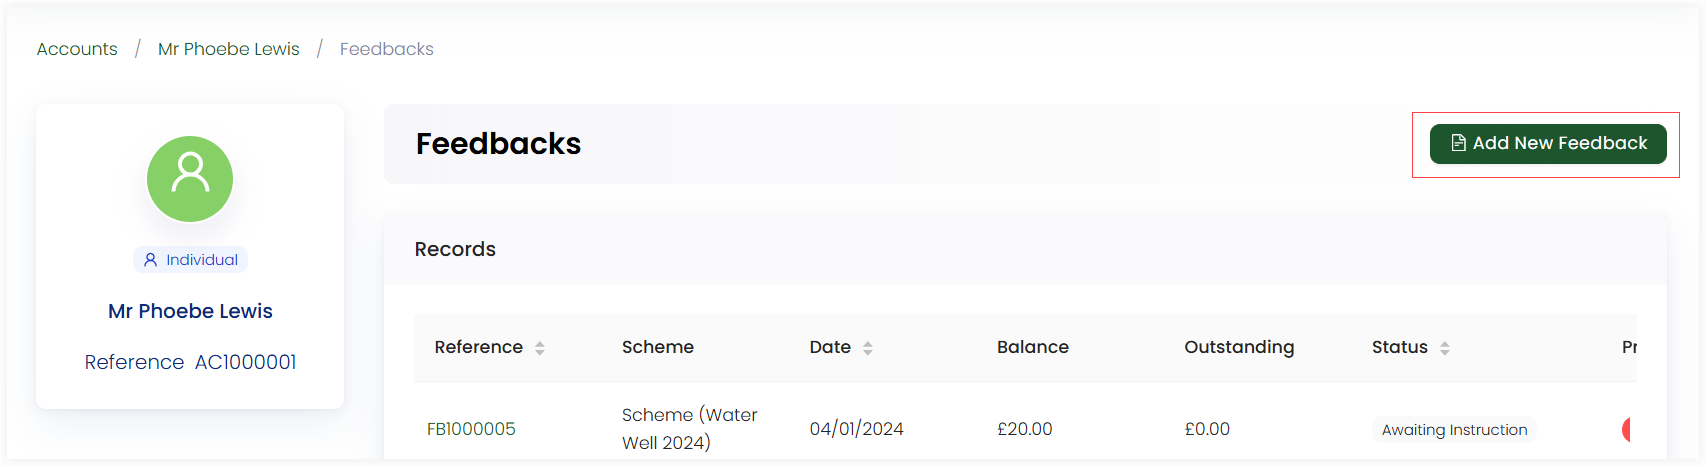 Accounts / Mr Phoebe Lewis / Feedbacks
Individual
Mr Phoebe Lewis
Reference AC1000001
Feedbacks
Add New Feedback
Records
Reference Scheme Date Balance Outstanding Status
FB1000005 Scheme (Water Well 2024) 04/01/2024 £20.00 £0.00 Awaiting Instruction